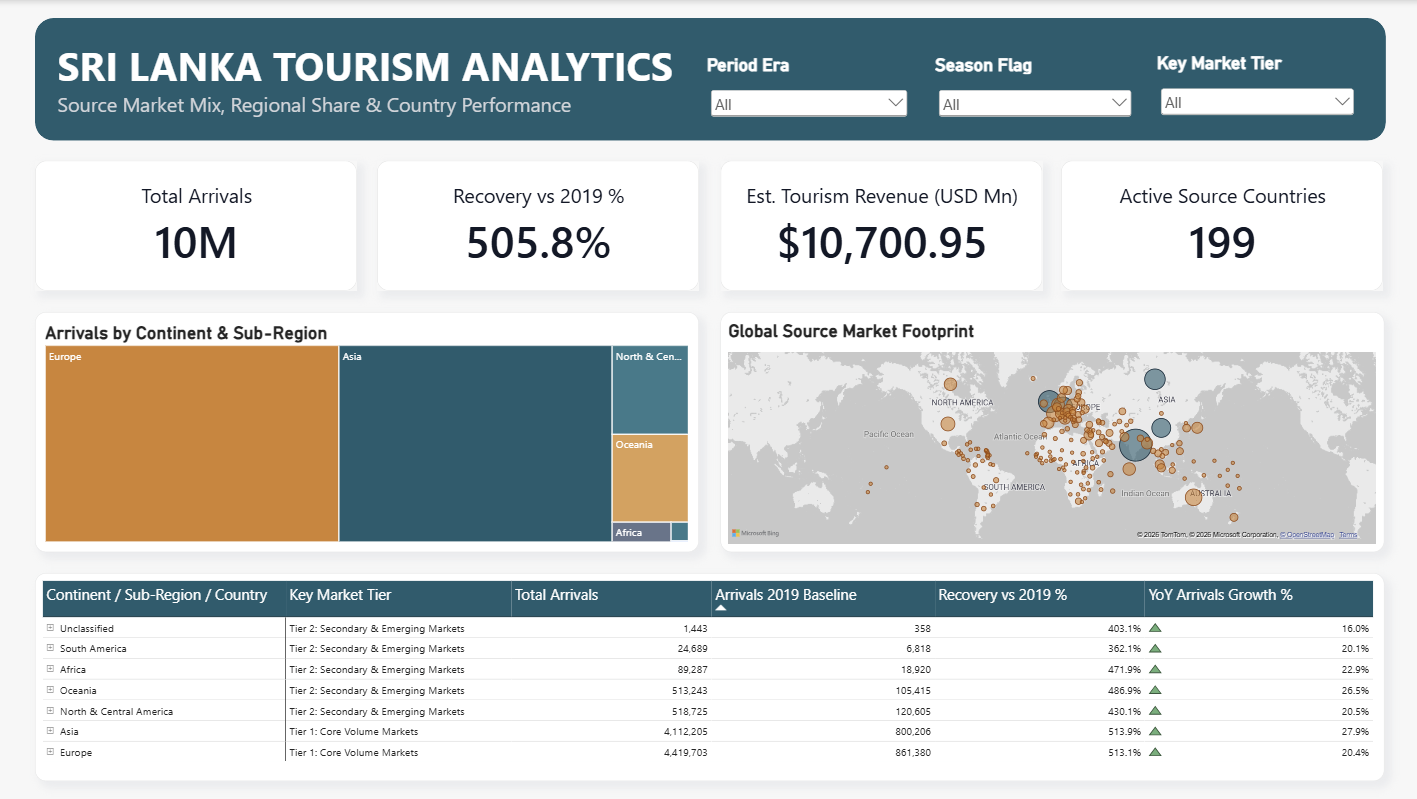 SRI LANKA TOURISM ANALYTICS
Source Market Mix, Regional Share & Country Performance
Period Era
All
Season Flag
All
Key Market Tier
All
Total Arrivals
10M
Recovery vs 2019 %
505.8%
Est. Tourism Revenue (USD Mn)
$10,700.95
Active Source Countries
199
Arrivals by Continent & Sub-Region
Europe
Asia
North & Cen...
Oceania
Africa
Global Source Market Footprint
NORTH AMERICA
EUROPE
ASIA
Pacific Ocean
Atlantic Ocean
AFRICA
SOUTH AMERICA
Indian Ocean
AUSTRALIA
Microsoft Bing
© 2026 TomTom, © 2026 Microsoft Corporation, © OpenStreetMap Terms
Continent / Sub-Region / Country Key Market Tier Total Arrivals Arrivals 2019 Baseline Recovery vs 2019 % YoY Arrivals Growth %
Unclassified Tier 2: Secondary & Emerging Markets 1,443 358 403.1% 16.0%
South America Tier 2: Secondary & Emerging Markets 24,689 6,818 362.1% 20.1%
Africa Tier 2: Secondary & Emerging Markets 89,287 18,920 471.9% 22.9%
Oceania Tier 2: Secondary & Emerging Markets 513,243 105,415 486.9% 26.5%
North & Central America Tier 2: Secondary & Emerging Markets 518,725 120,605 430.1% 20.5%
Asia Tier 1: Core Volume Markets 4,112,205 800,206 513.9% 27.9%
Europe Tier 1: Core Volume Markets 4,419,703 861,380 513.1% 20.4%